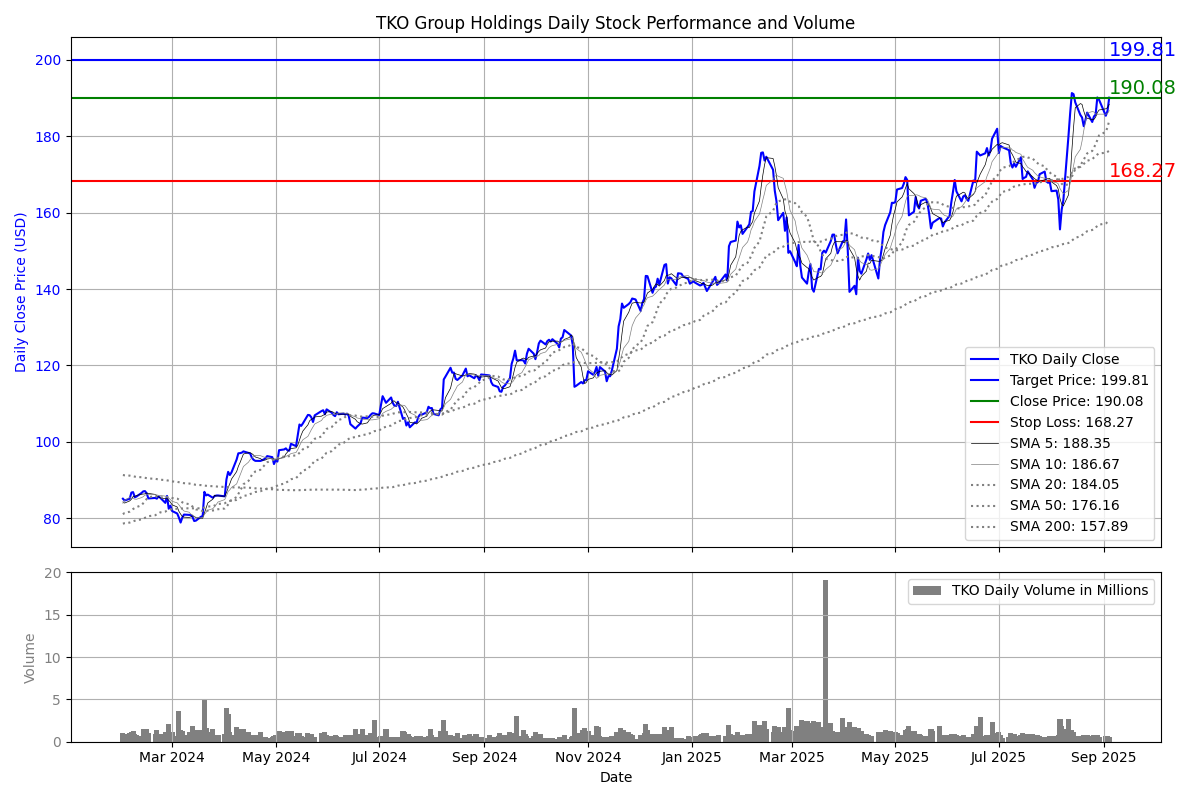 TKO Group Holdings Daily Stock Performance and Volume
Daily Close Price (USD)
200
180
160
140
120
100
80
199.81
190.08
168.27
TKO Daily Close
Target Price: 199.81
Close Price: 190.08
Stop Loss: 168.27
SMA 5: 188.35
SMA 10: 186.67
SMA 20: 184.05
SMA 50: 176.16
SMA 200: 157.89
Volume
20
15
10
5
0
TKO Daily Volume in Millions
Mar 2024 May 2024 Jul 2024 Sep 2024 Nov 2024 Jan 2025 Mar 2025 May 2025 Jul 2025 Sep 2025
Date